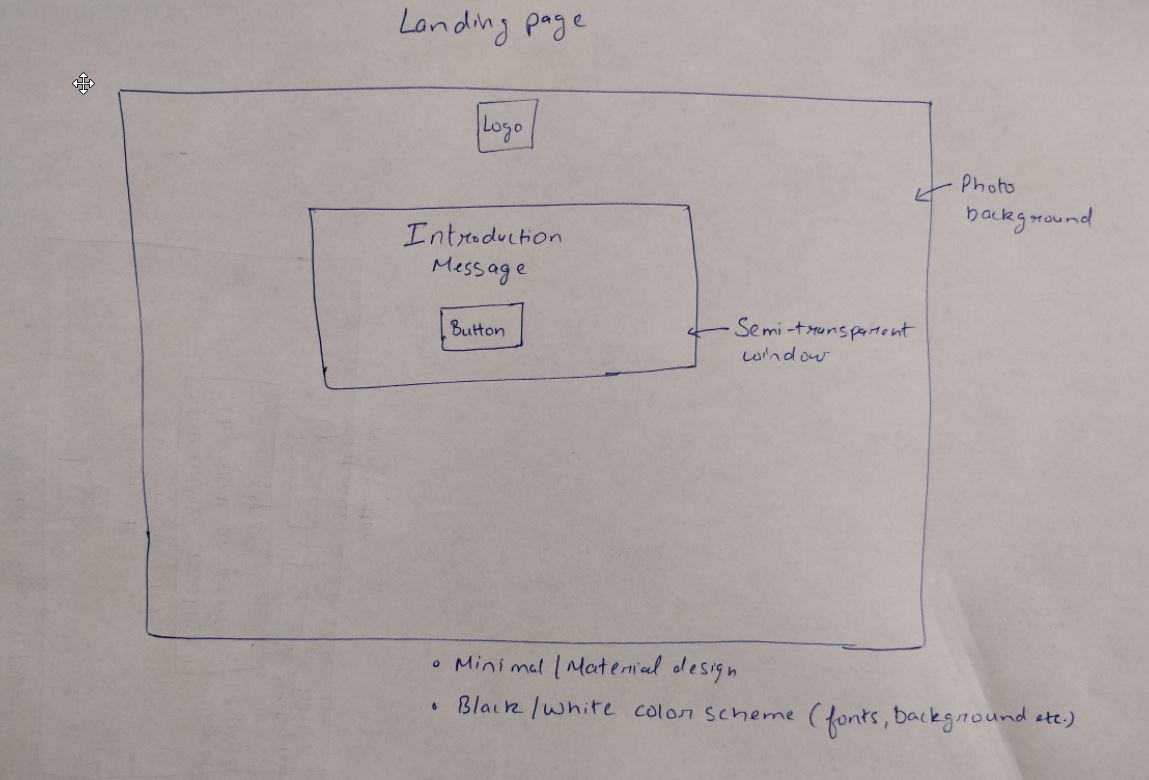 Landing page
Logo
Photo
background
Introduction
Message
Button
Semi-transparent
window
• Minimal/Material design
• Black/white color scheme (fonts, background etc.)